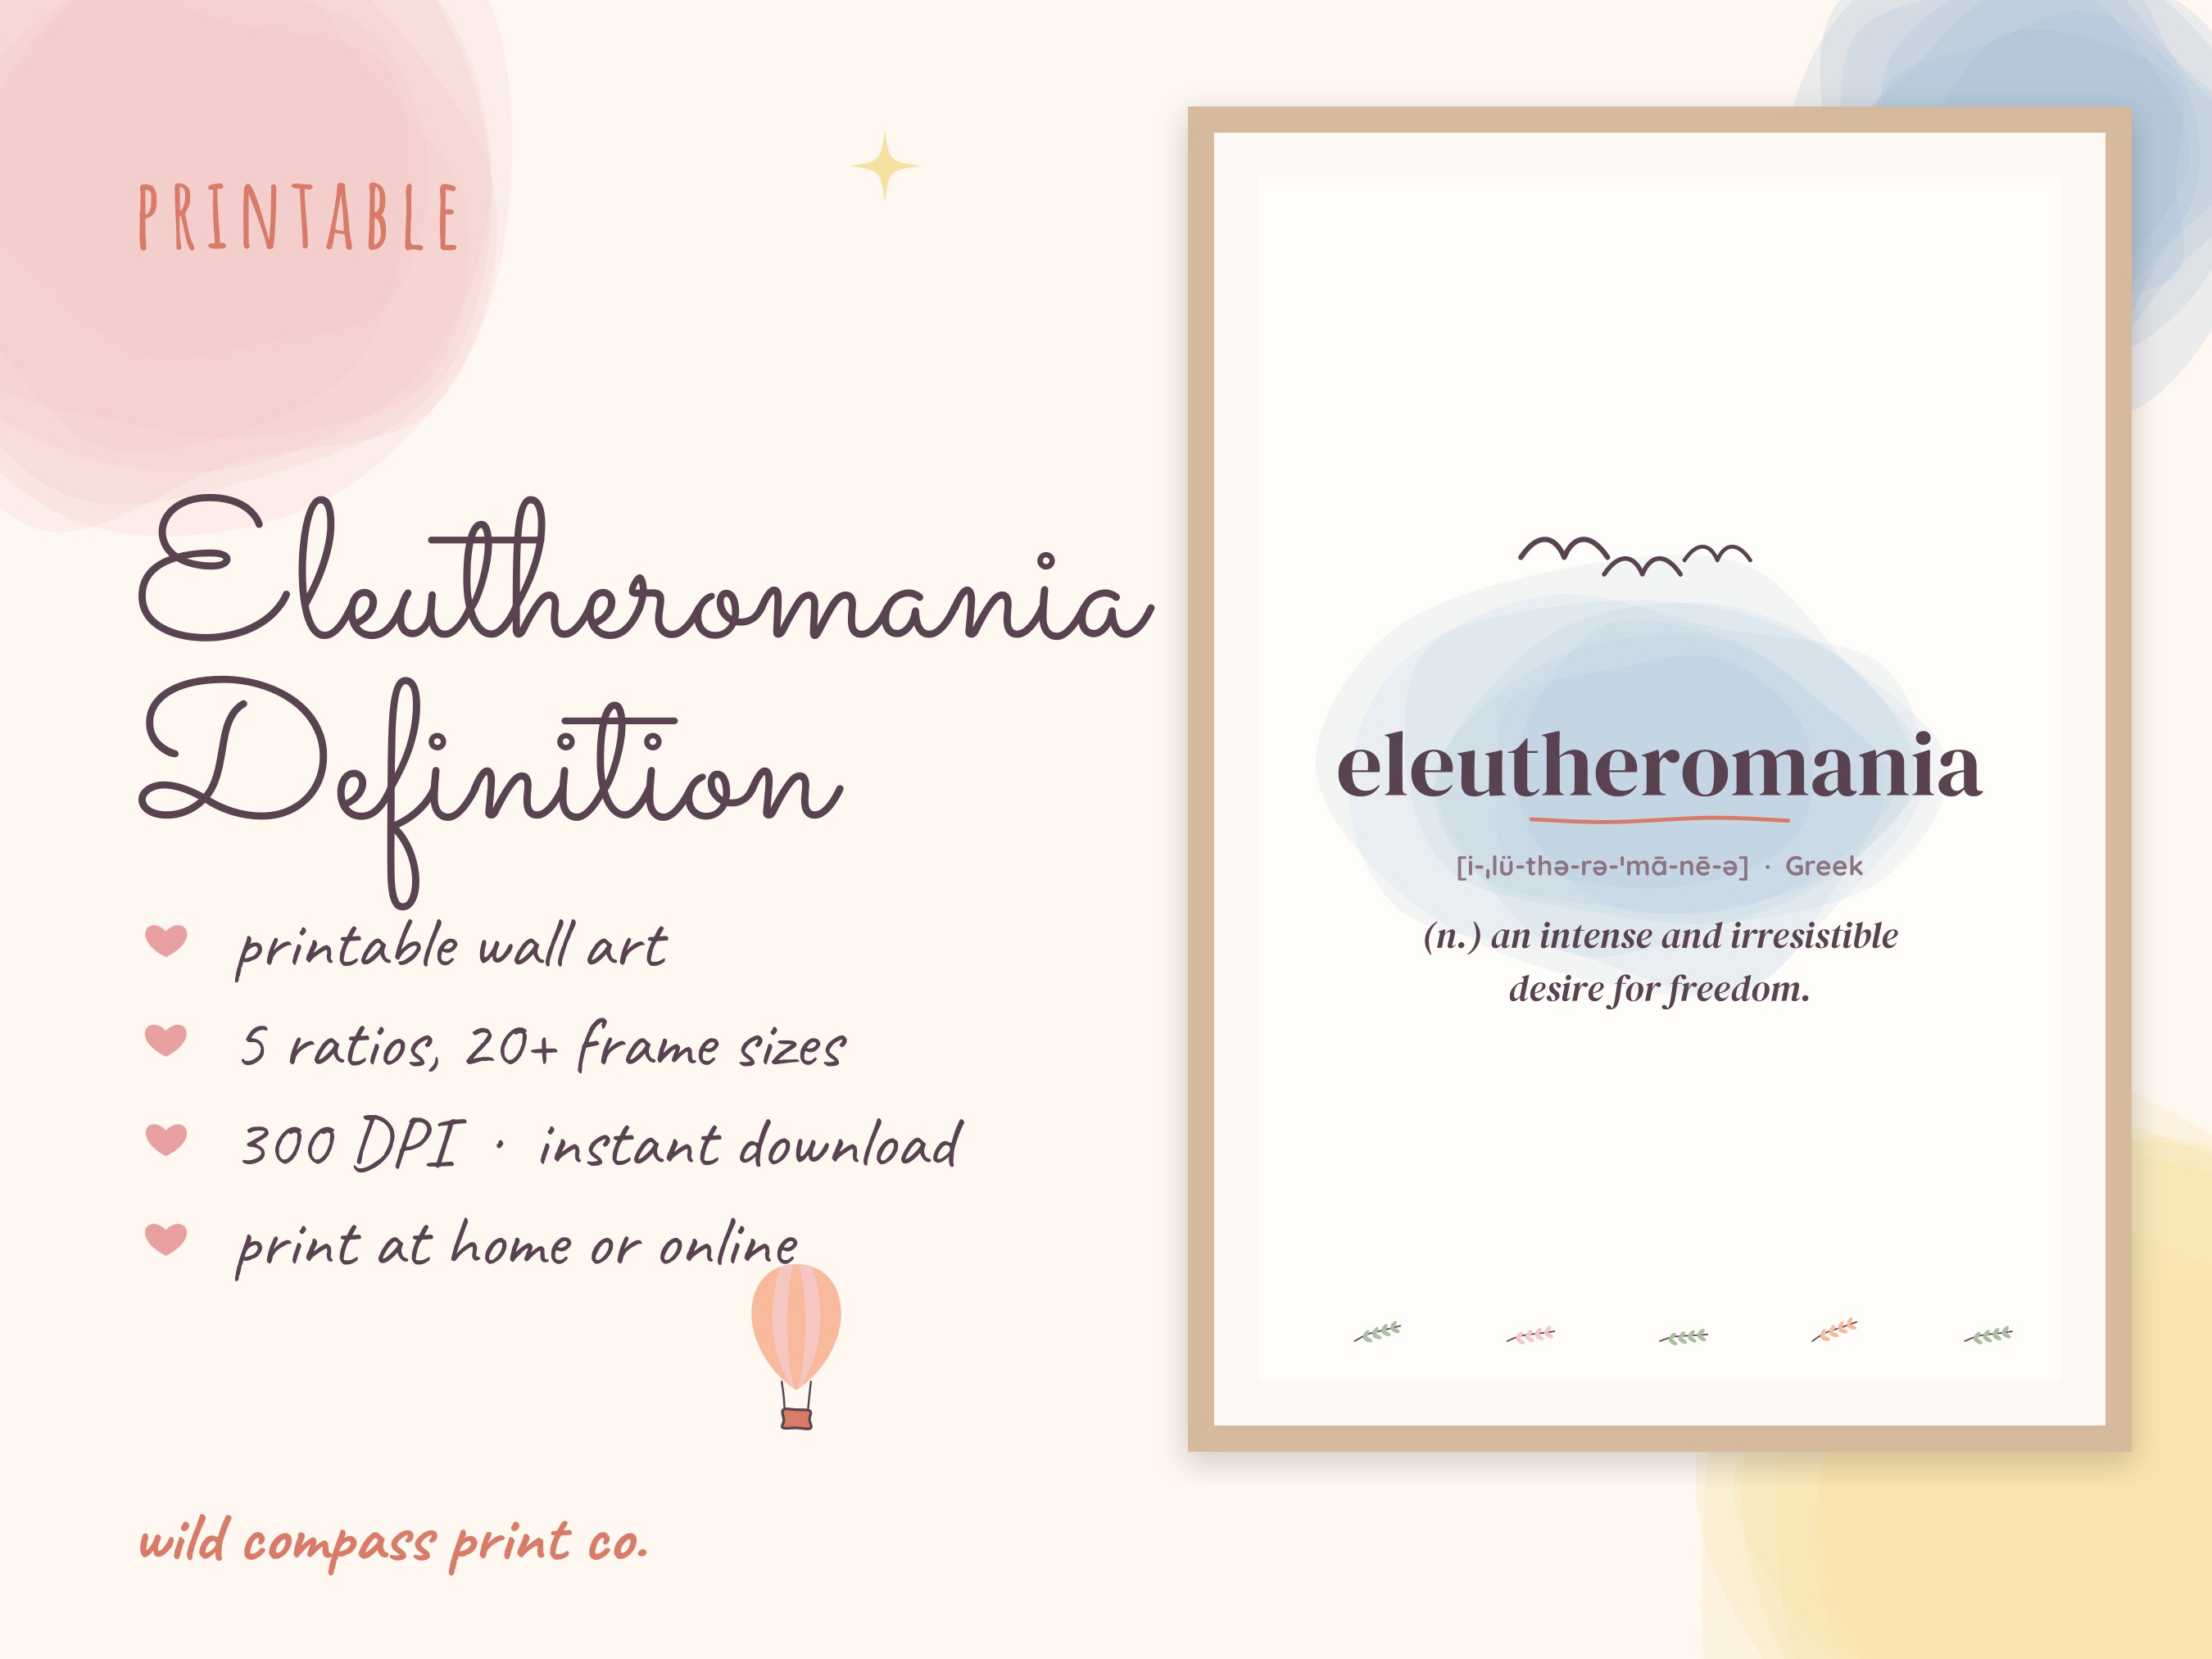 PRINTABLE
Eleutheromania
Definition
printable wall art
5 ratios, 20+ frame sizes
300 DPI · instant download
print at home or online
wild compass print co.
eleutheromania
[i-ˌlü-thə-rə-ˈmā-nē-ə] · Greek
(n.) an intense and irresistible
desire for freedom.